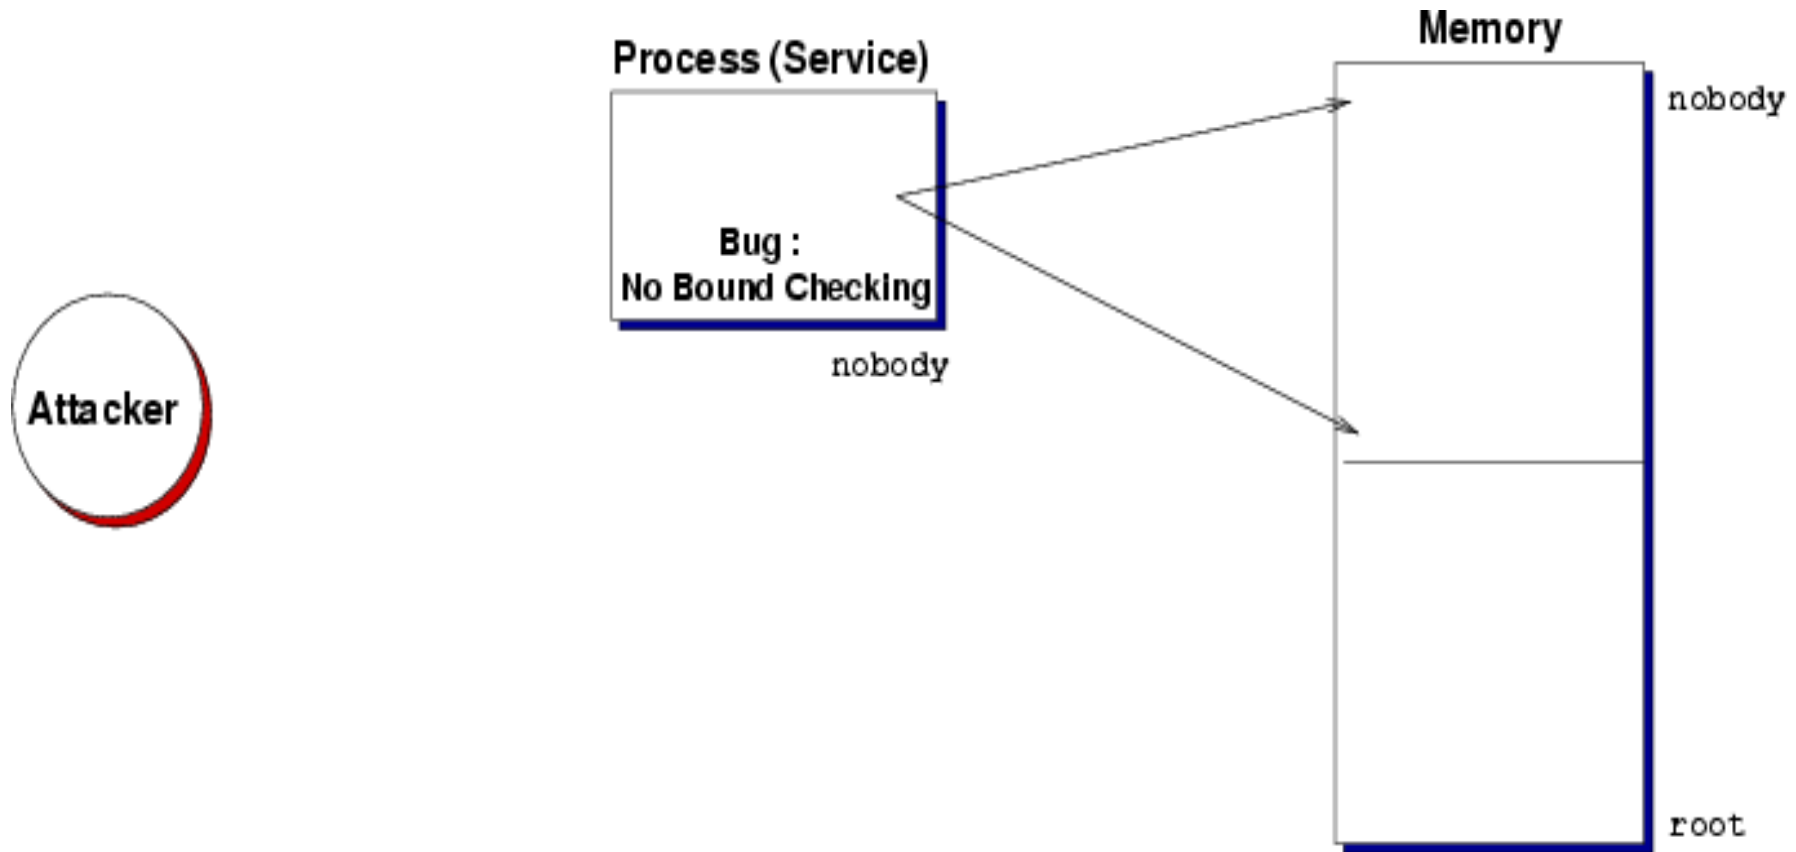 Memory
Process (Service)
nobody
Bug :
No Bound Checking
nobody
Attacker
root